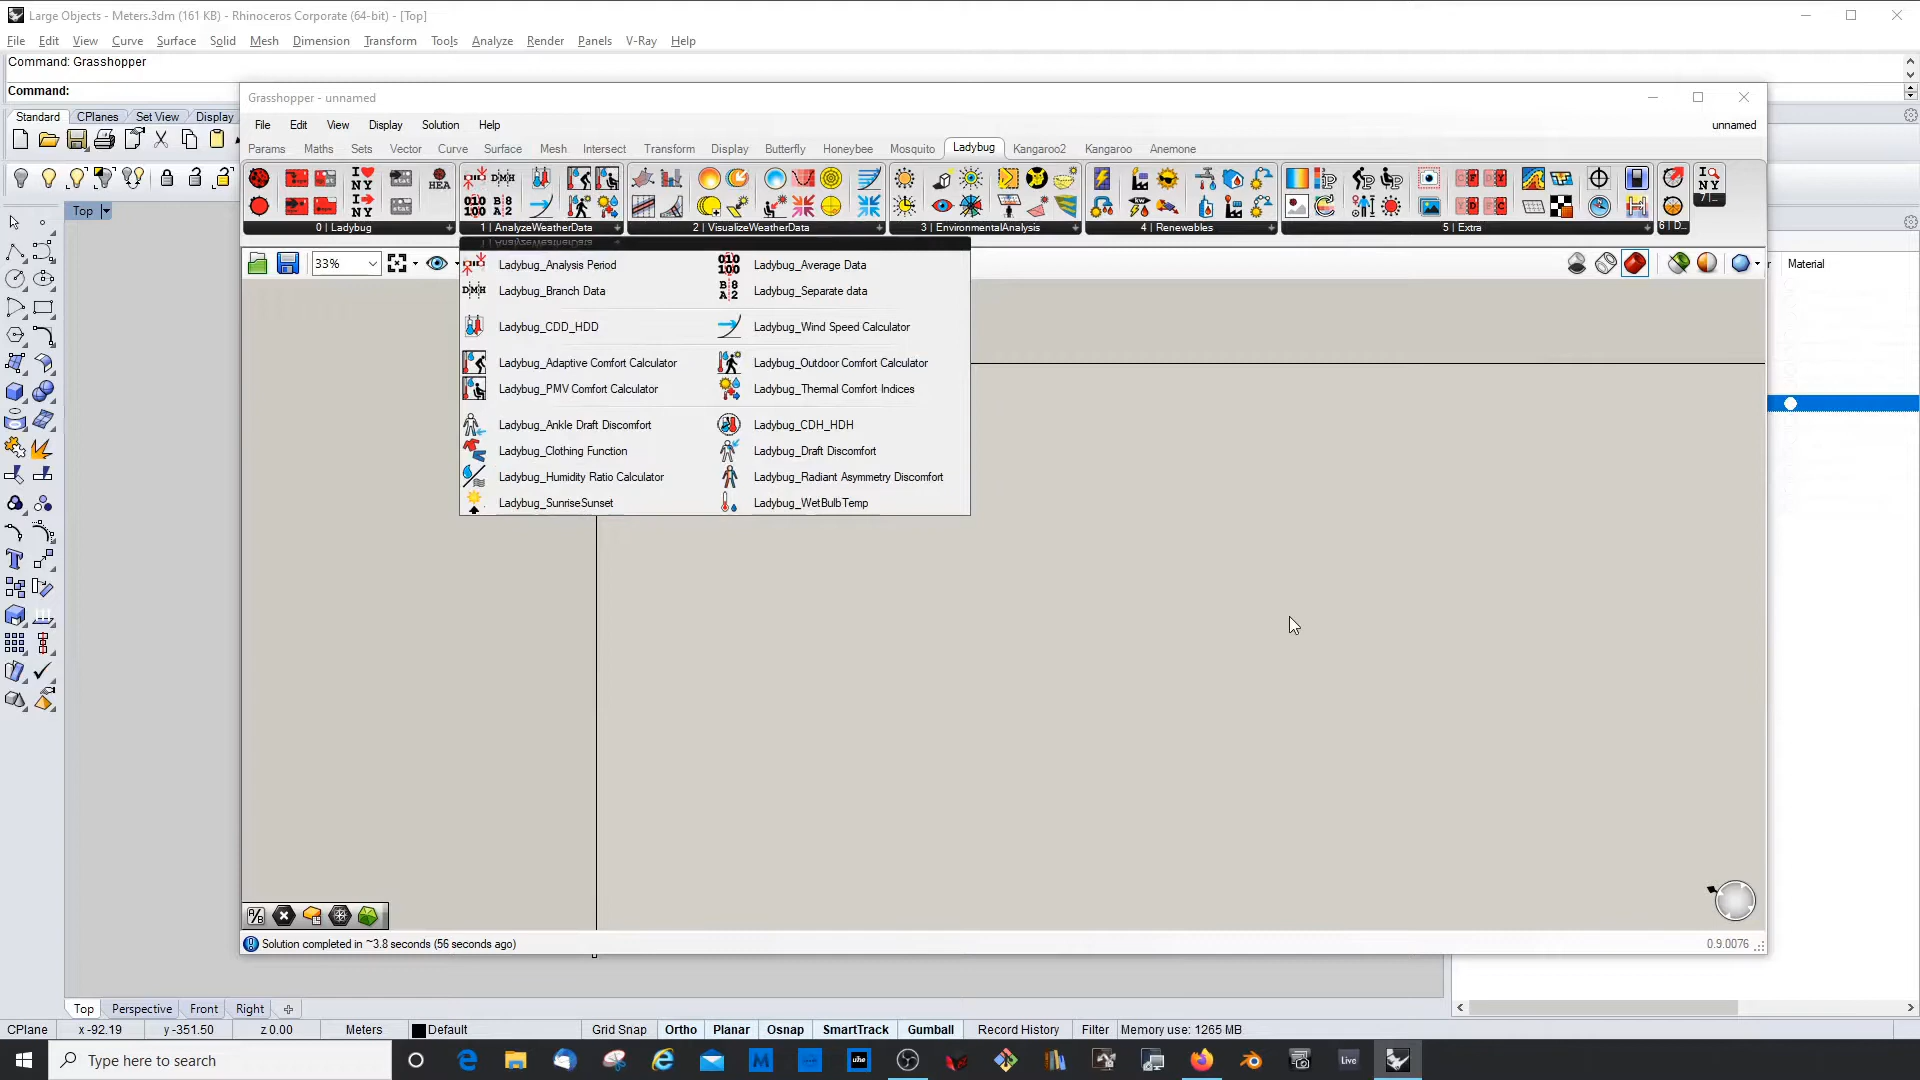 Large Objects - Meters.3dm (161 KB) - Rhinoceros Corporate (64-bit) - [Top]
File Edit View Curve Surface Solid Mesh Dimension Transform Tools Analyze Render Panels V-Ray Help
Command: Grasshopper
Command:
Grasshopper - unnamed
Standard CPlanes Set View Display
File Edit View Display Solution Help unnamed
Params Maths Sets Vector Curve Surface Mesh Intersect Transform Display Butterfly Honeybee Mosquito Ladybug Kangaroo2 Kangaroo Anemone
0 | Ladybug 1 | AnalyzeWeatherData 2 | VisualizeWeatherData 3 | EnvironmentalAnalysis 4 | Renewables 5 | Extra 6 | D... 7 |...
Top
1 | AnalyzeWeatherData
33%
Material
Ladybug_Analysis Period Ladybug_Average Data
Ladybug_Branch Data Ladybug_Separate data
Ladybug_CDD_HDD Ladybug_Wind Speed Calculator
Ladybug_Adaptive Comfort Calculator Ladybug_Outdoor Comfort Calculator
Ladybug_PMV Comfort Calculator Ladybug_Thermal Comfort Indices
Ladybug_Ankle Draft Discomfort Ladybug_CDH_HDH
Ladybug_Clothing Function Ladybug_Draft Discomfort
Ladybug_Humidity Ratio Calculator Ladybug_Radiant Asymmetry Discomfort
Ladybug_SunriseSunset Ladybug_WetBulbTemp
Solution completed in ~3.8 seconds (56 seconds ago) 0.9.0076
Top Perspective Front Right
CPlane x -92.19 y -351.50 z 0.00 Meters Default Grid Snap Ortho Planar Osnap SmartTrack Gumball Record History Filter Memory use: 1265 MB
Type here to search
uhe
Live